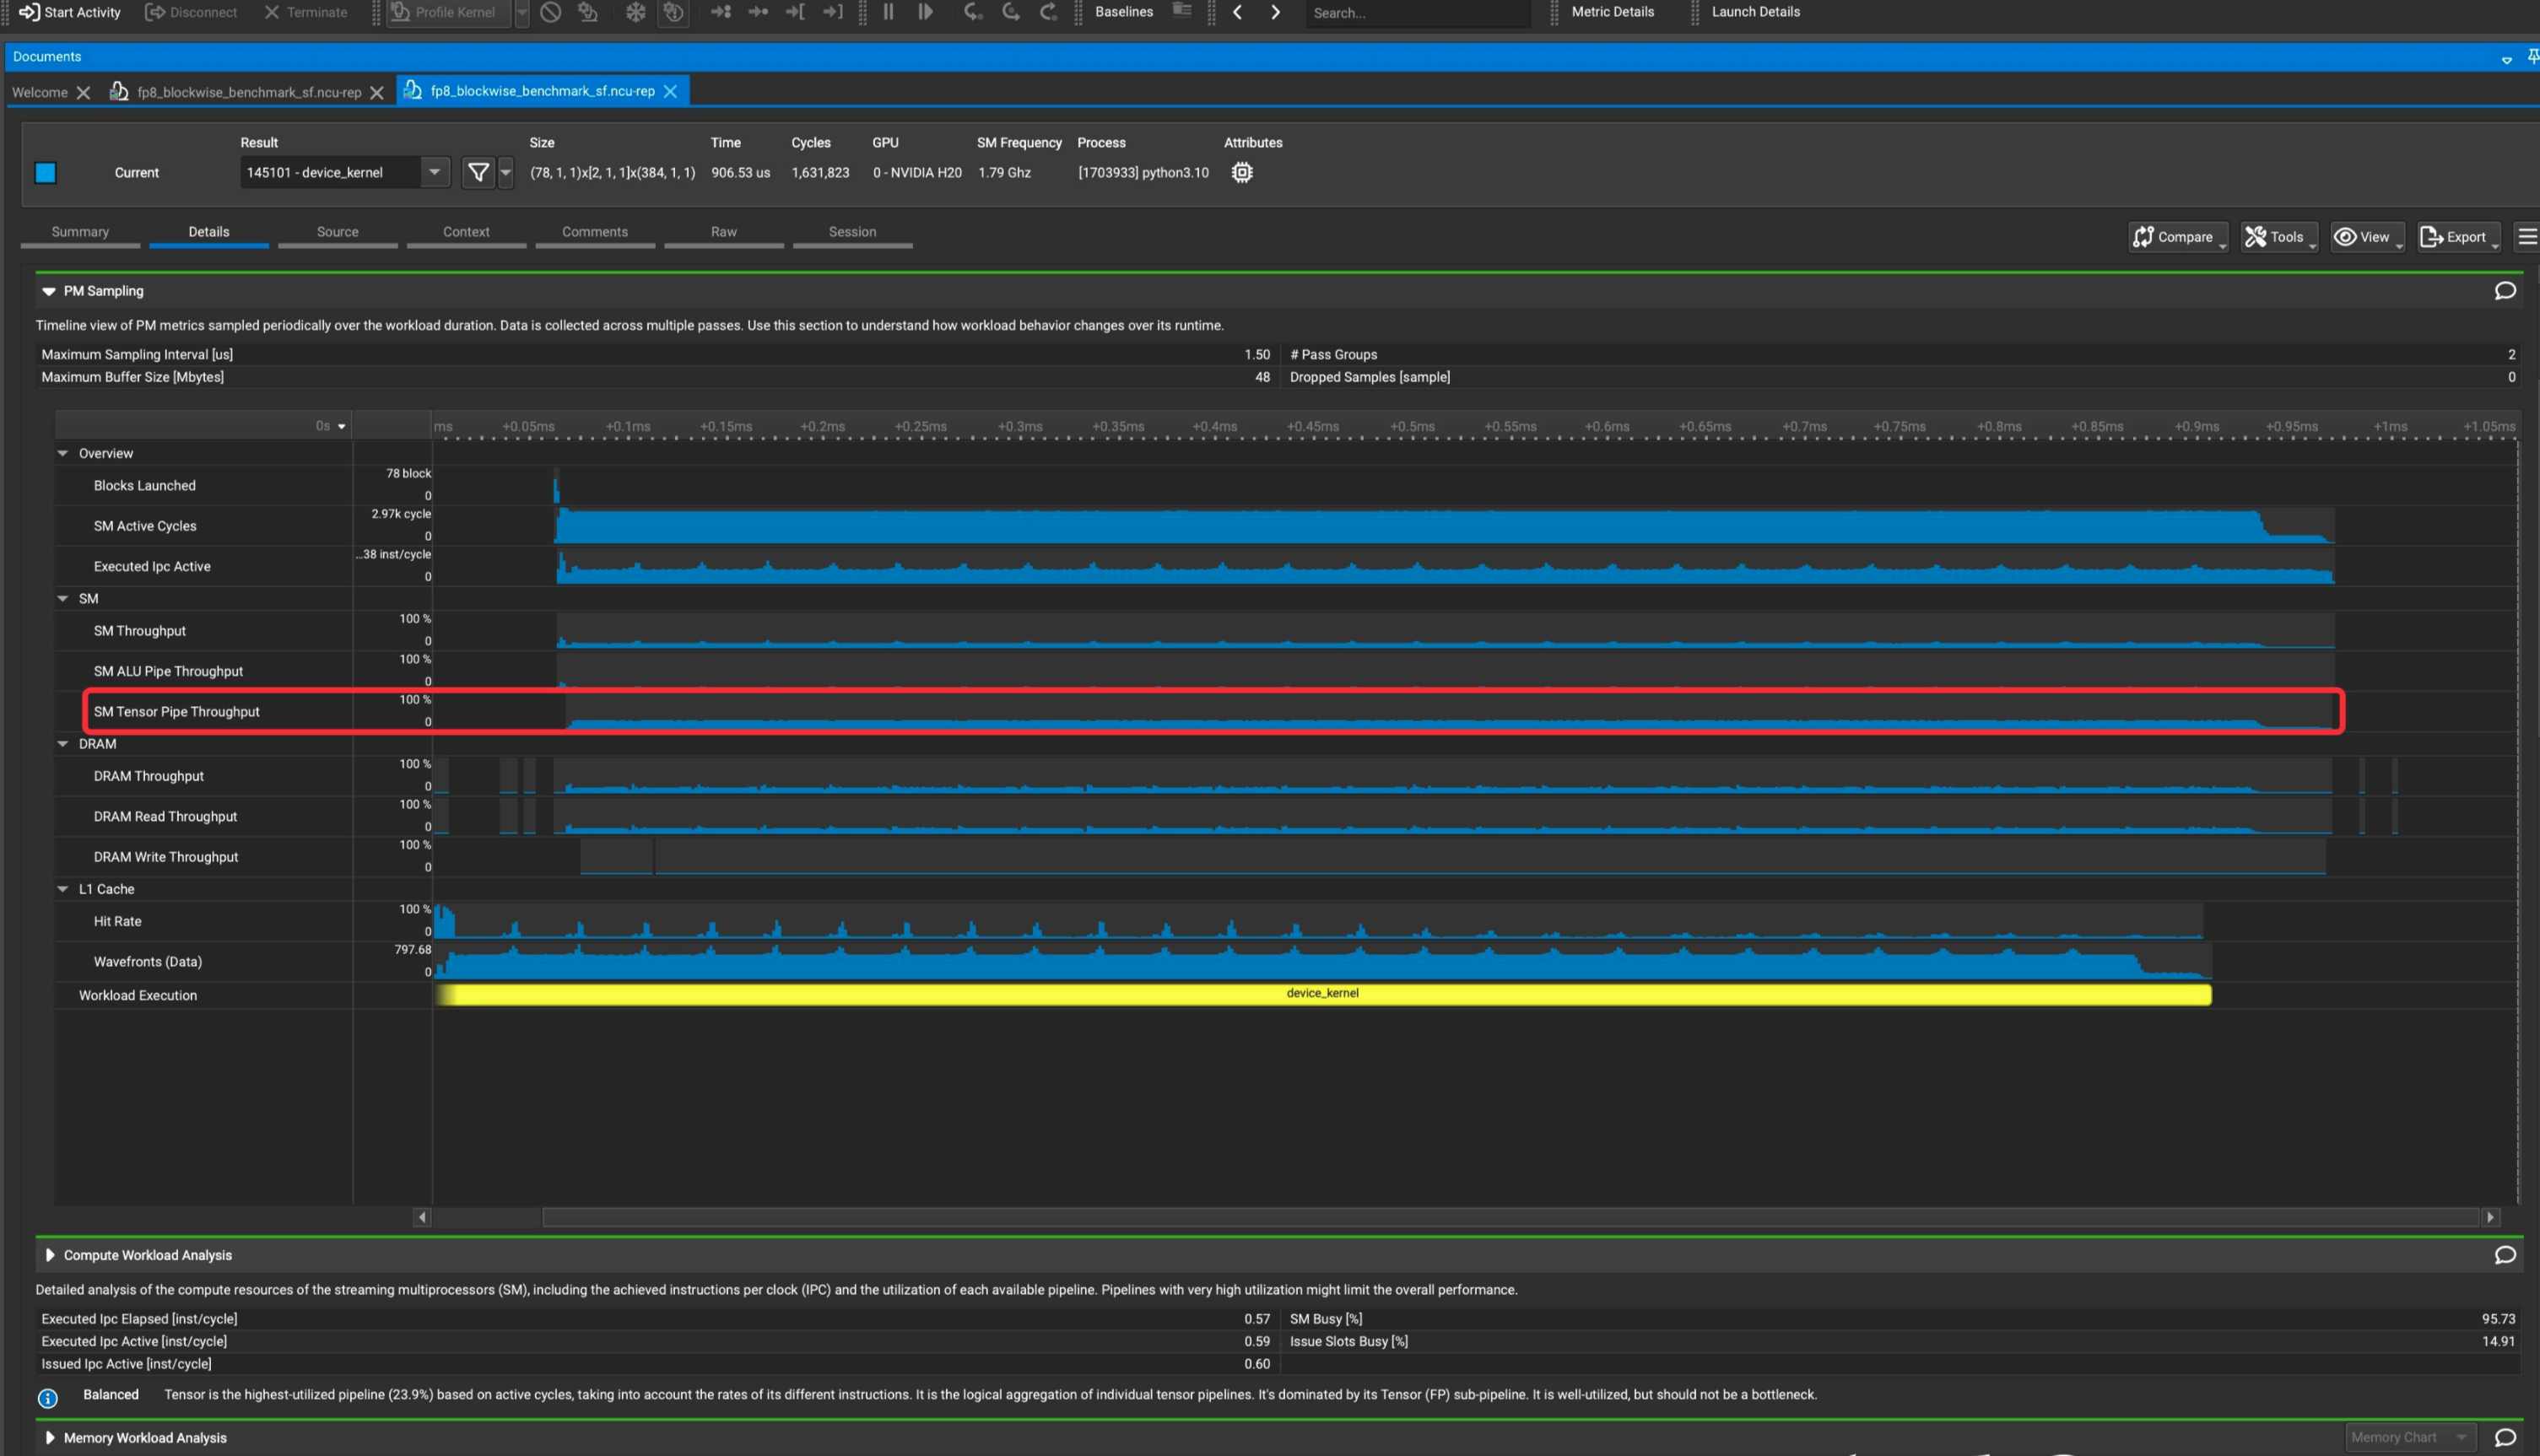 Start Activity Disconnect Terminate Profile Kernel Baselines Search... Metric Details Launch Details
Documents
Welcome fp8_blockwise_benchmark_sf.ncu-rep fp8_blockwise_benchmark_sf.ncu-rep
Result Size Time Cycles GPU SM Frequency Process Attributes
Current 145101 - device_kernel (78, 1, 1)x[2, 1, 1]x(384, 1, 1) 906.53 us 1,631,823 0 - NVIDIA H20 1.79 Ghz [1703933] python3.10
Summary Details Source Context Comments Raw Session Compare Tools View Export
PM Sampling
Timeline view of PM metrics sampled periodically over the workload duration. Data is collected across multiple passes. Use this section to understand how workload behavior changes over its runtime.
Maximum Sampling Interval [us] 1.50 # Pass Groups 2
Maximum Buffer Size [Mbytes] 48 Dropped Samples [sample] 0
0s ms +0.05ms +0.1ms +0.15ms +0.2ms +0.25ms +0.3ms +0.35ms +0.4ms +0.45ms +0.5ms +0.55ms +0.6ms +0.65ms +0.7ms +0.75ms +0.8ms +0.85ms +0.9ms +0.95ms +1ms +1.05ms
Overview
78 block
Blocks Launched
0
2.97k cycle
SM Active Cycles
0
...38 inst/cycle
Executed Ipc Active
0
SM
100 %
SM Throughput
0
100 %
SM ALU Pipe Throughput
0
100 %
SM Tensor Pipe Throughput
0
DRAM
100 %
DRAM Throughput
0
100 %
DRAM Read Throughput
0
100 %
DRAM Write Throughput
0
L1 Cache
100 %
Hit Rate
0
797.68
Wavefronts (Data)
0
Workload Execution device_kernel
Compute Workload Analysis
Detailed analysis of the compute resources of the streaming multiprocessors (SM), including the achieved instructions per clock (IPC) and the utilization of each available pipeline. Pipelines with very high utilization might limit the overall performance.
Executed Ipc Elapsed [inst/cycle] 0.57 SM Busy [%] 95.73
Executed Ipc Active [inst/cycle] 0.59 Issue Slots Busy [%] 14.91
Issued Ipc Active [inst/cycle] 0.60
Balanced Tensor is the highest-utilized pipeline (23.9%) based on active cycles, taking into account the rates of its different instructions. It is the logical aggregation of individual tensor pipelines. It's dominated by its Tensor (FP) sub-pipeline. It is well-utilized, but should not be a bottleneck.
Memory Workload Analysis Memory Chart